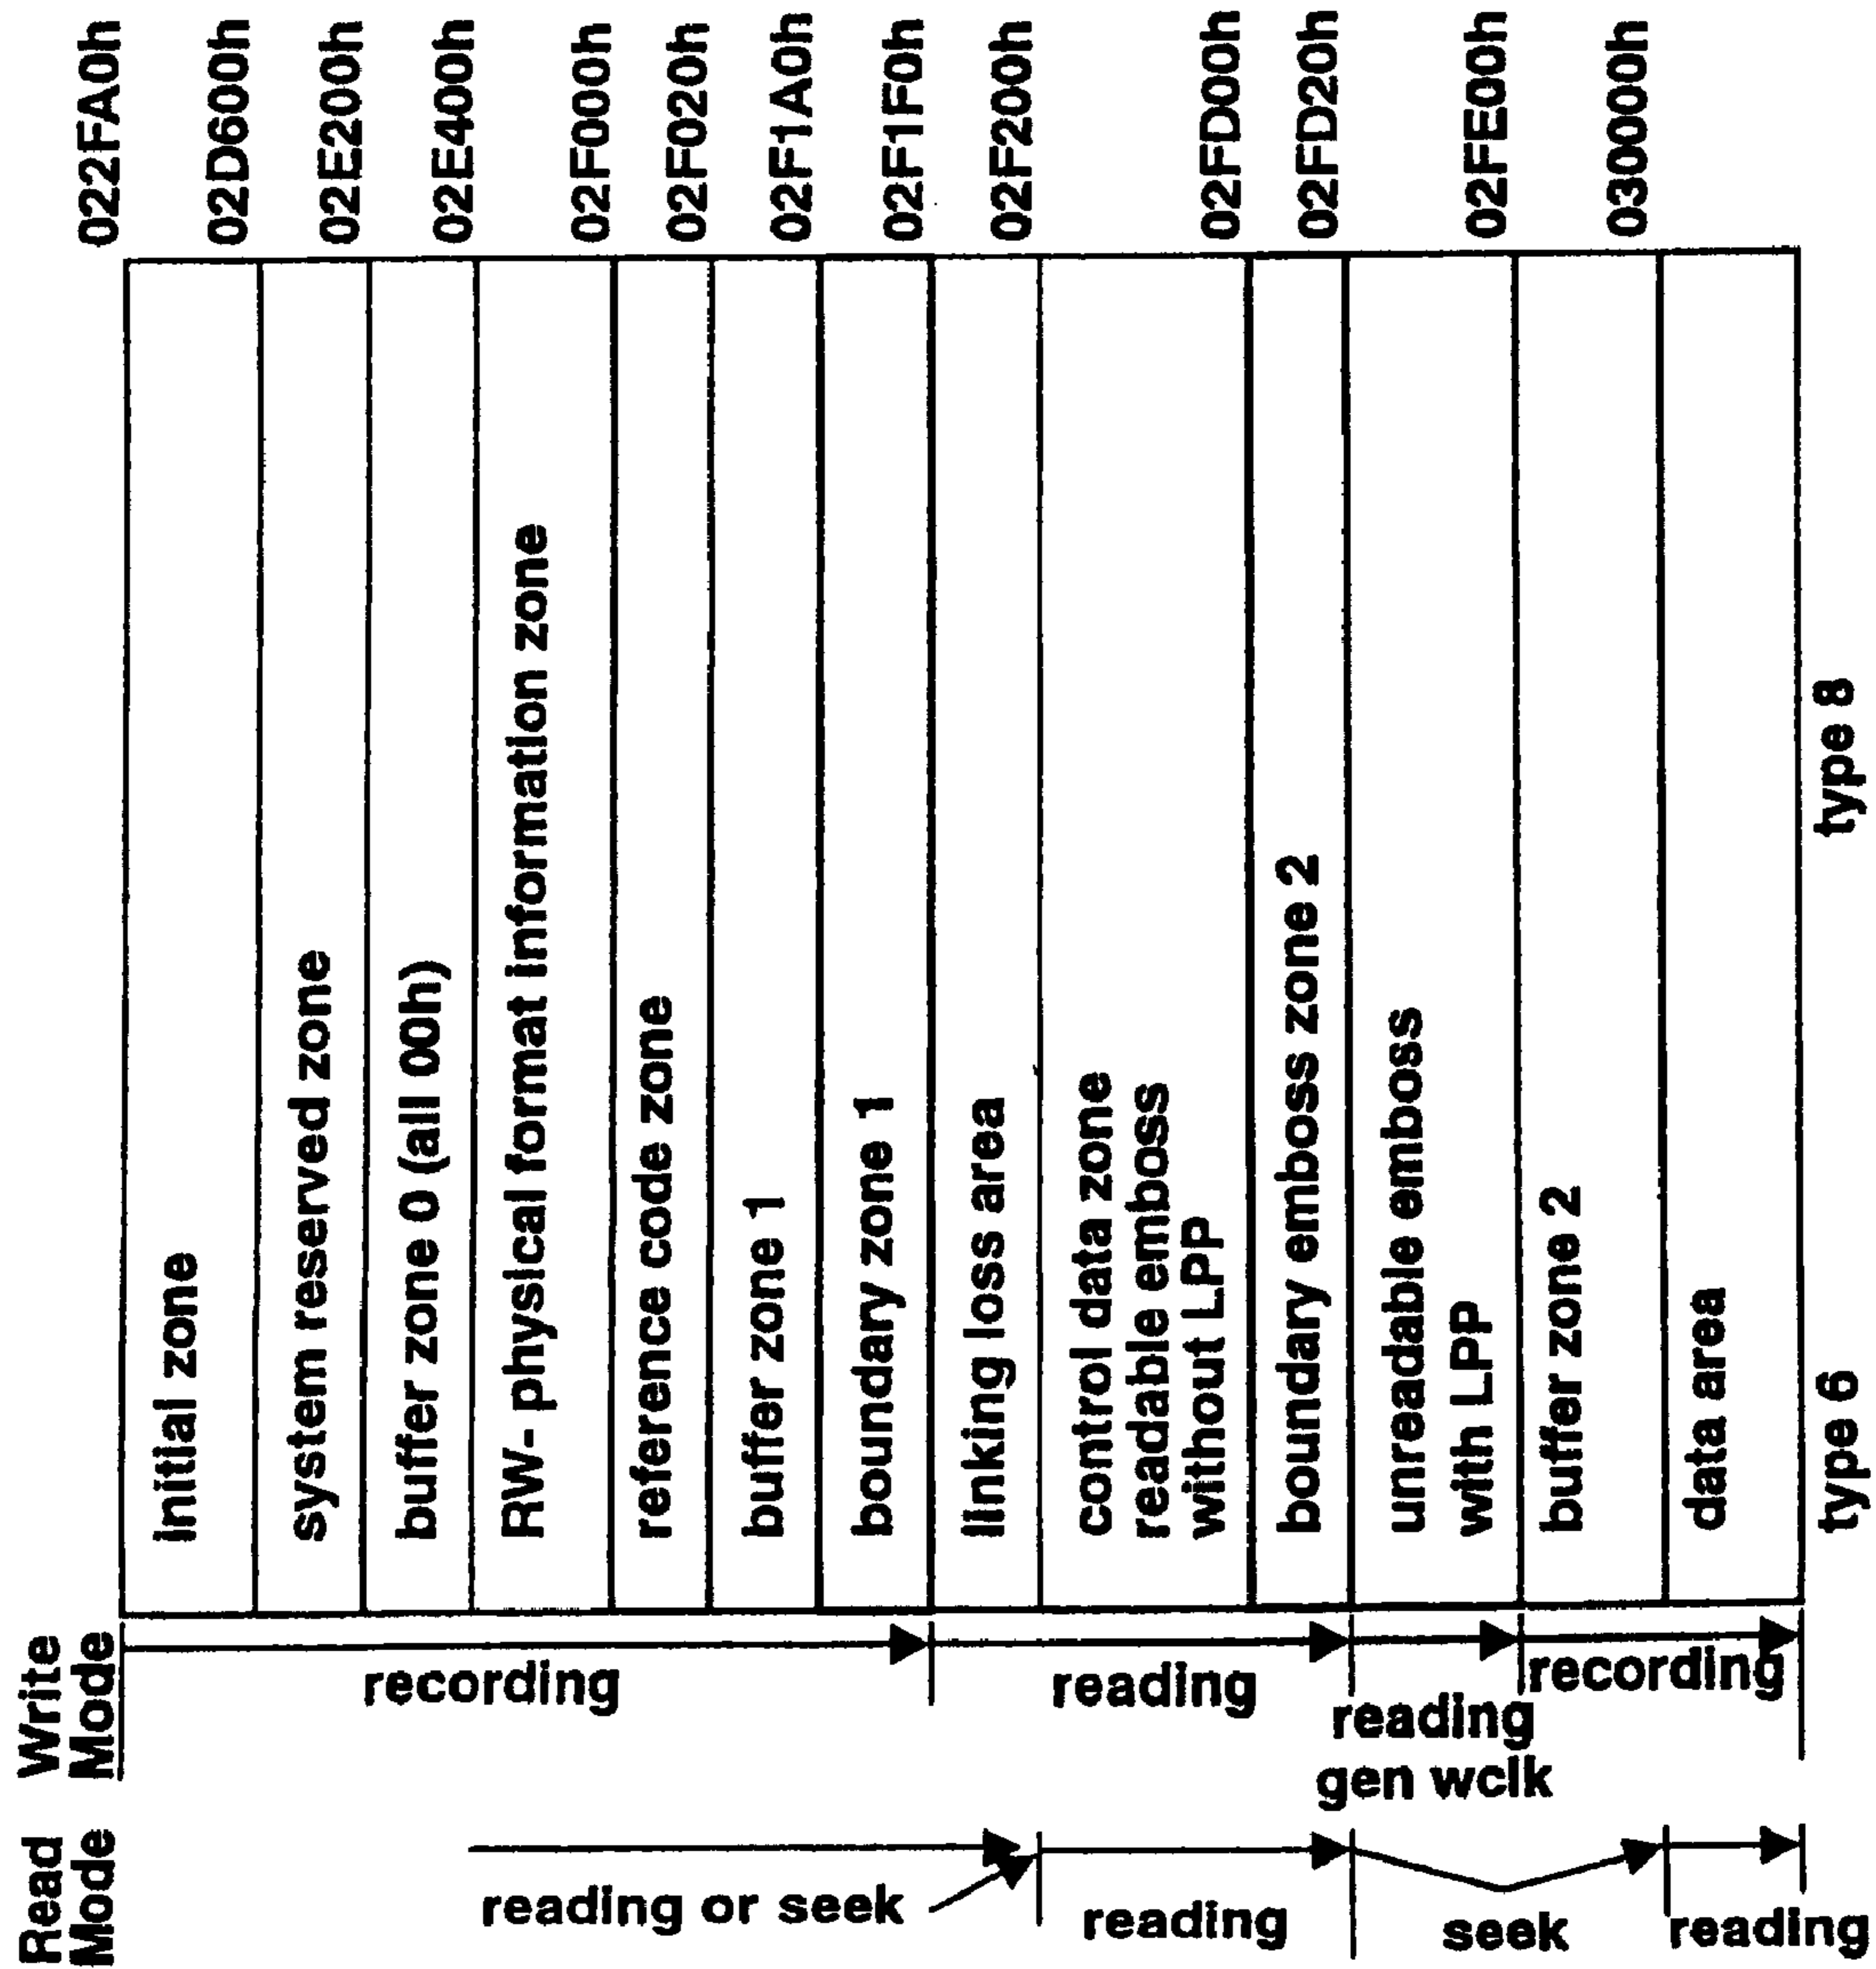 022FA0h
02D600h
02E200h
02E400h
02F000h
02F020h
02F1A0h
02F1F0h
02F200h
02FD00h
02FD20h
02FE00h
030000h
initial zone
system reserved zone
buffer zone 0 (all 00h)
RW- physical format information zone
reference code zone
buffer zone 1
boundary zone 1
linking loss area
control data zone
readable emboss
without LPP
boundary emboss zone 2
unreadable emboss
with LPP
buffer zone 2
data area
type 6
type 8
Write
Mode
recording
reading
reading
gen wclk
recording
Read
Mode
reading or seek
reading
seek
reading